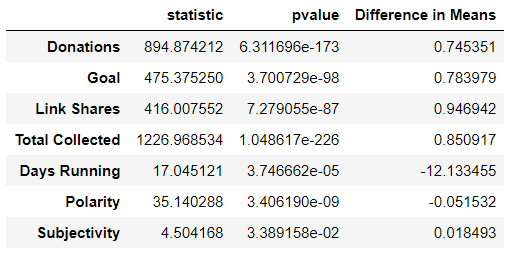 statistic pvalue Difference in Means
Donations 894.874212 6.311696e-173 0.745351
Goal 475.375250 3.700729e-98 0.783979
Link Shares 416.007552 7.279055e-87 0.946942
Total Collected 1226.968534 1.048617e-226 0.850917
Days Running 17.045121 3.746662e-05 -12.133455
Polarity 35.140288 3.406190e-09 -0.051532
Subjectivity 4.504168 3.389158e-02 0.018493